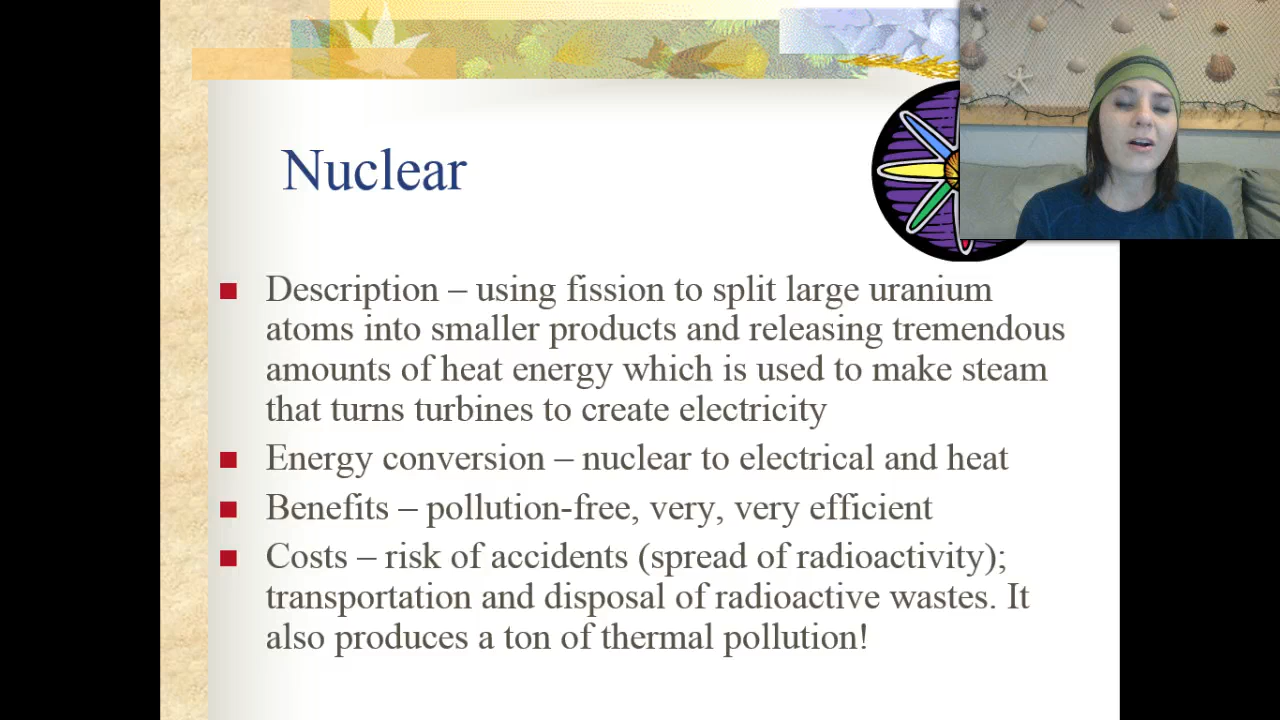 Nuclear
Description – using fission to split large uranium
atoms into smaller products and releasing tremendous
amounts of heat energy which is used to make steam
that turns turbines to create electricity
Energy conversion – nuclear to electrical and heat
Benefits – pollution-free, very, very efficient
Costs – risk of accidents (spread of radioactivity);
transportation and disposal of radioactive wastes. It
also produces a ton of thermal pollution!